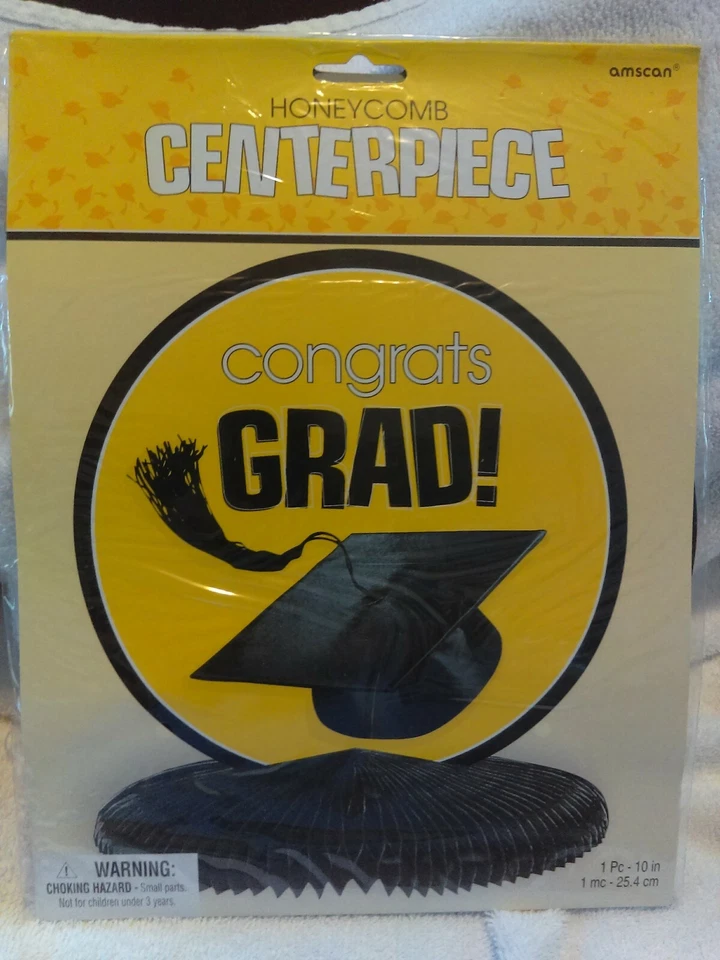 amscan®
HONEYCOMB
CENTERPIECE
congrats
GRAD!
WARNING:
CHOKING HAZARD - Small parts.
Not for children under 3 years.
1 Pc - 10 in
1 mc - 25.4 cm